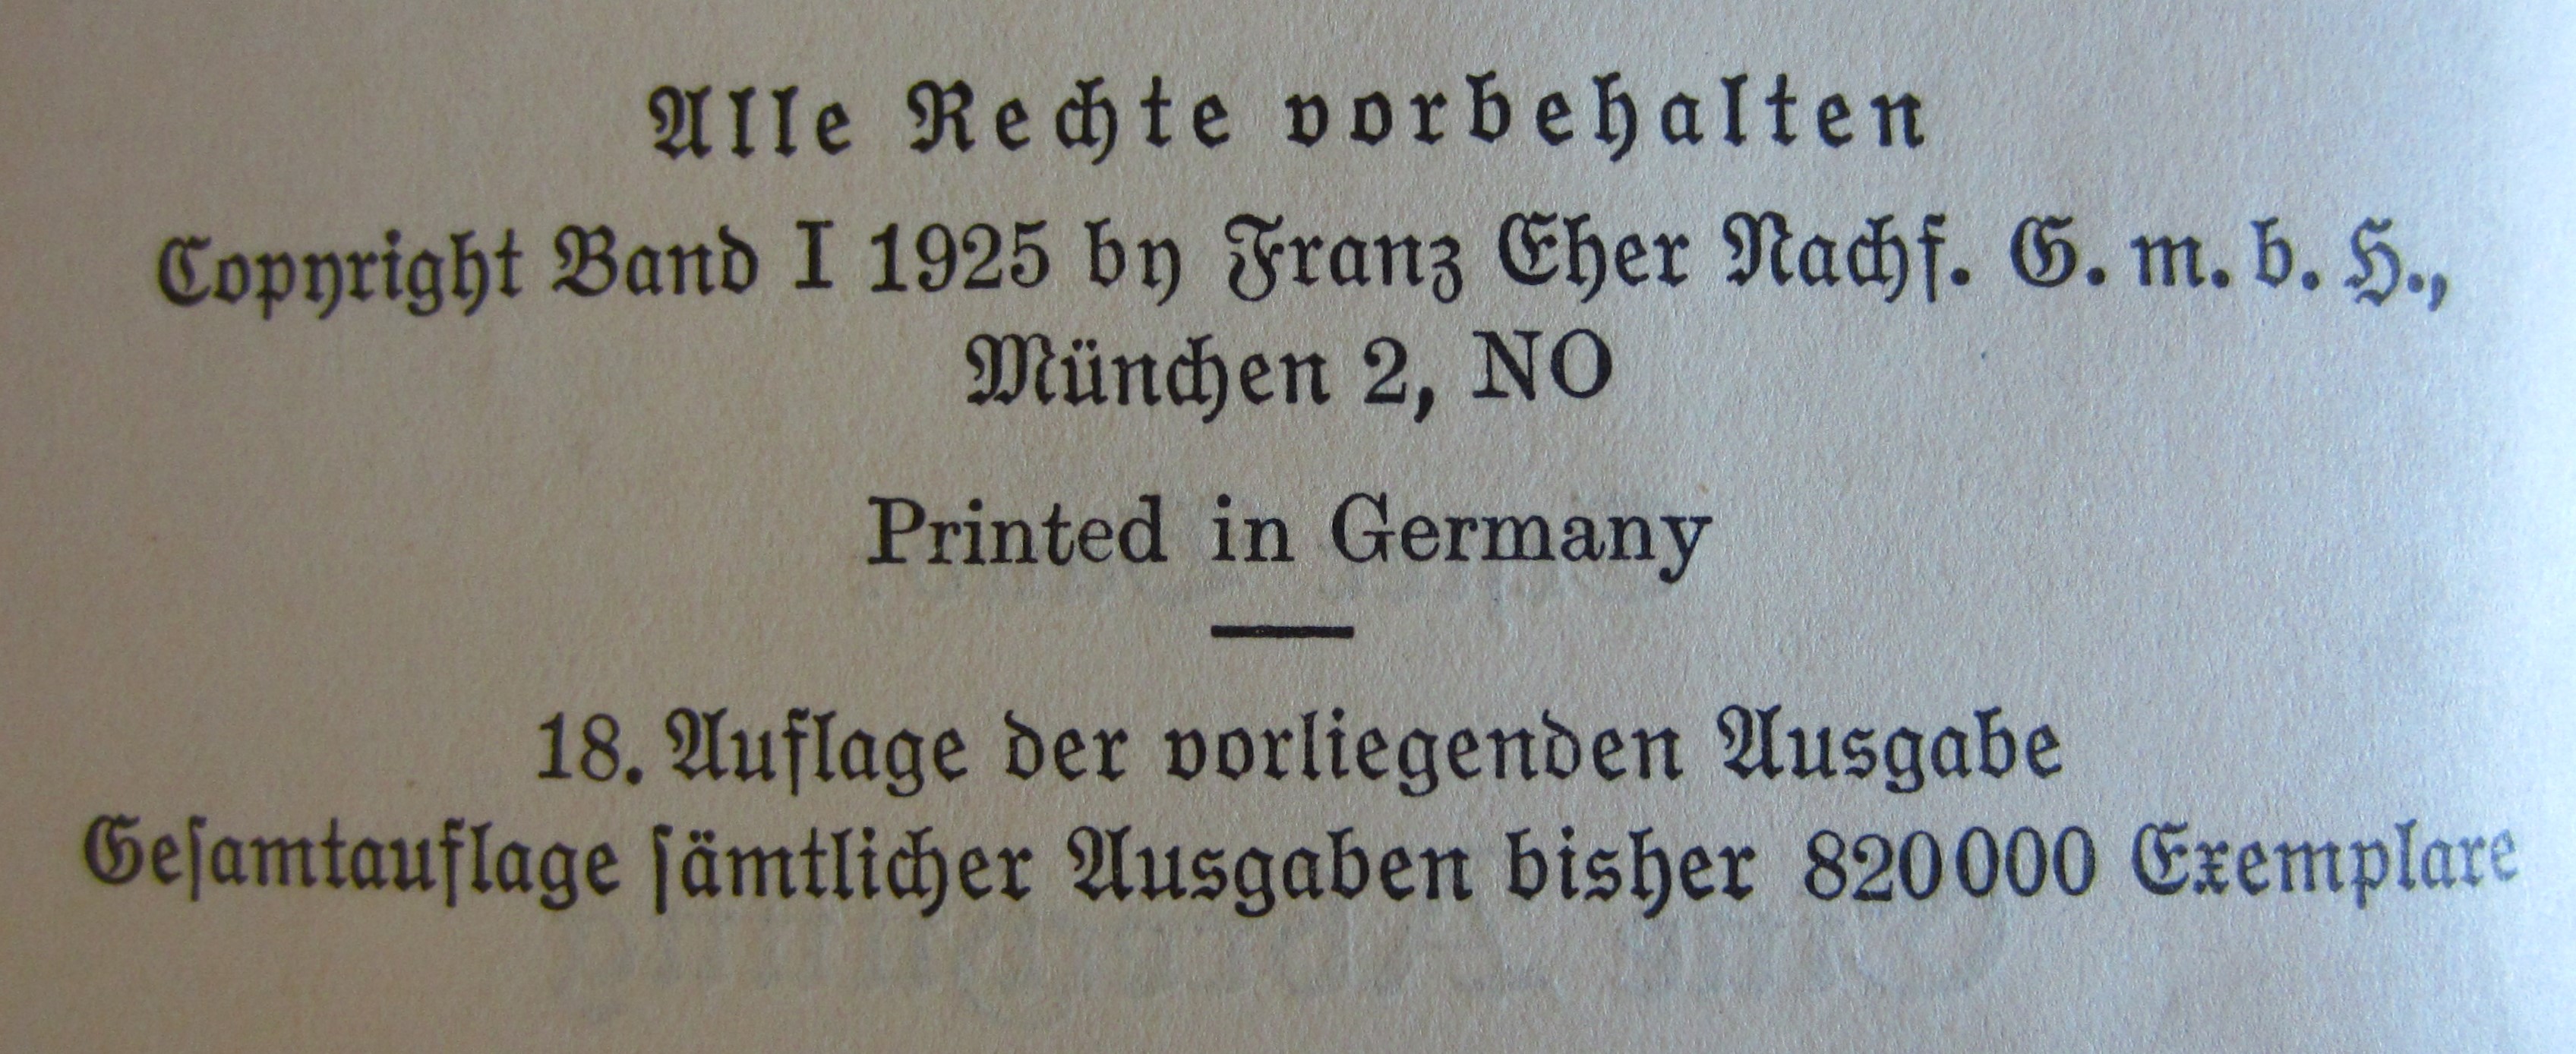 Alle Rechte vorbehalten
Copyright Band I 1925 by Franz Eher Nachf. G. m. b. H.,
München 2, NO
Printed in Germany
18. Auflage der vorliegenden Ausgabe
Geſamtauflage ſämtlicher Ausgaben bisher 820000 Exemplare